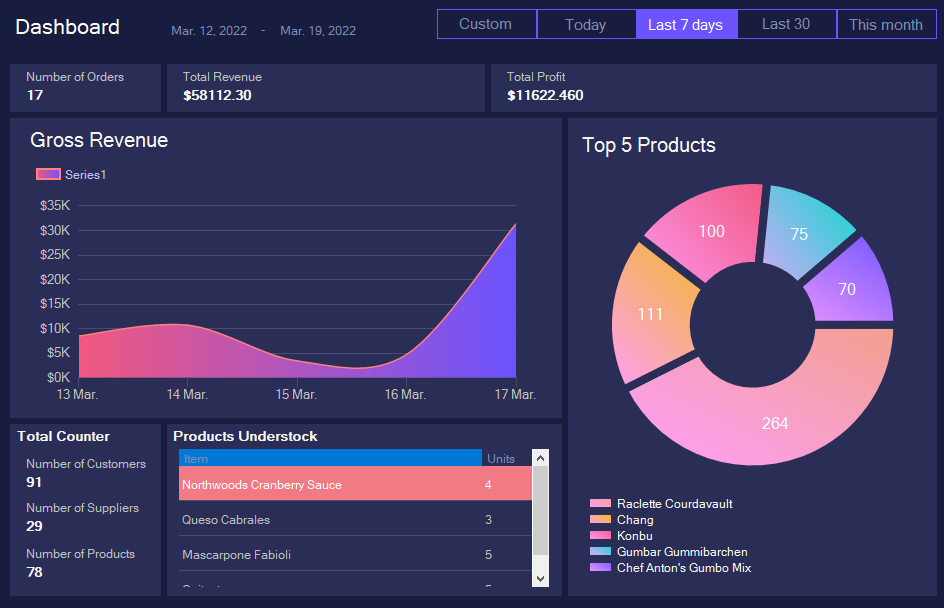 Dashboard
Mar. 12, 2022 - Mar. 19, 2022
Custom
Today
Last 7 days
Last 30
This month
Number of Orders
17
Total Revenue
$58112.30
Total Profit
$11622.460
Gross Revenue
Series1
$35K
$30K
$25K
$20K
$15K
$10K
$5K
$0K
13 Mar.
14 Mar.
15 Mar.
16 Mar.
17 Mar.
Top 5 Products
100
75
70
111
264
Raclette Courdavault
Chang
Konbu
Gumbar Gummibarchen
Chef Anton's Gumbo Mix
Total Counter
Number of Customers
91
Number of Suppliers
29
Number of Products
78
Products Understock
Item Units
Northwoods Cranberry Sauce 4
Queso Cabrales 3
Mascarpone Fabioli 5